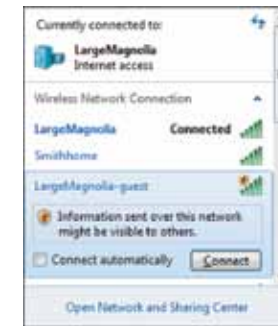 Currently connected to:
LargeMagnolia
Internet access
Wireless Network Connection
LargeMagnolia Connected
Smithhome
LargeMagnolia-guest
Information sent over this network
might be visible to others.
Connect automatically Connect
Open Network and Sharing Center